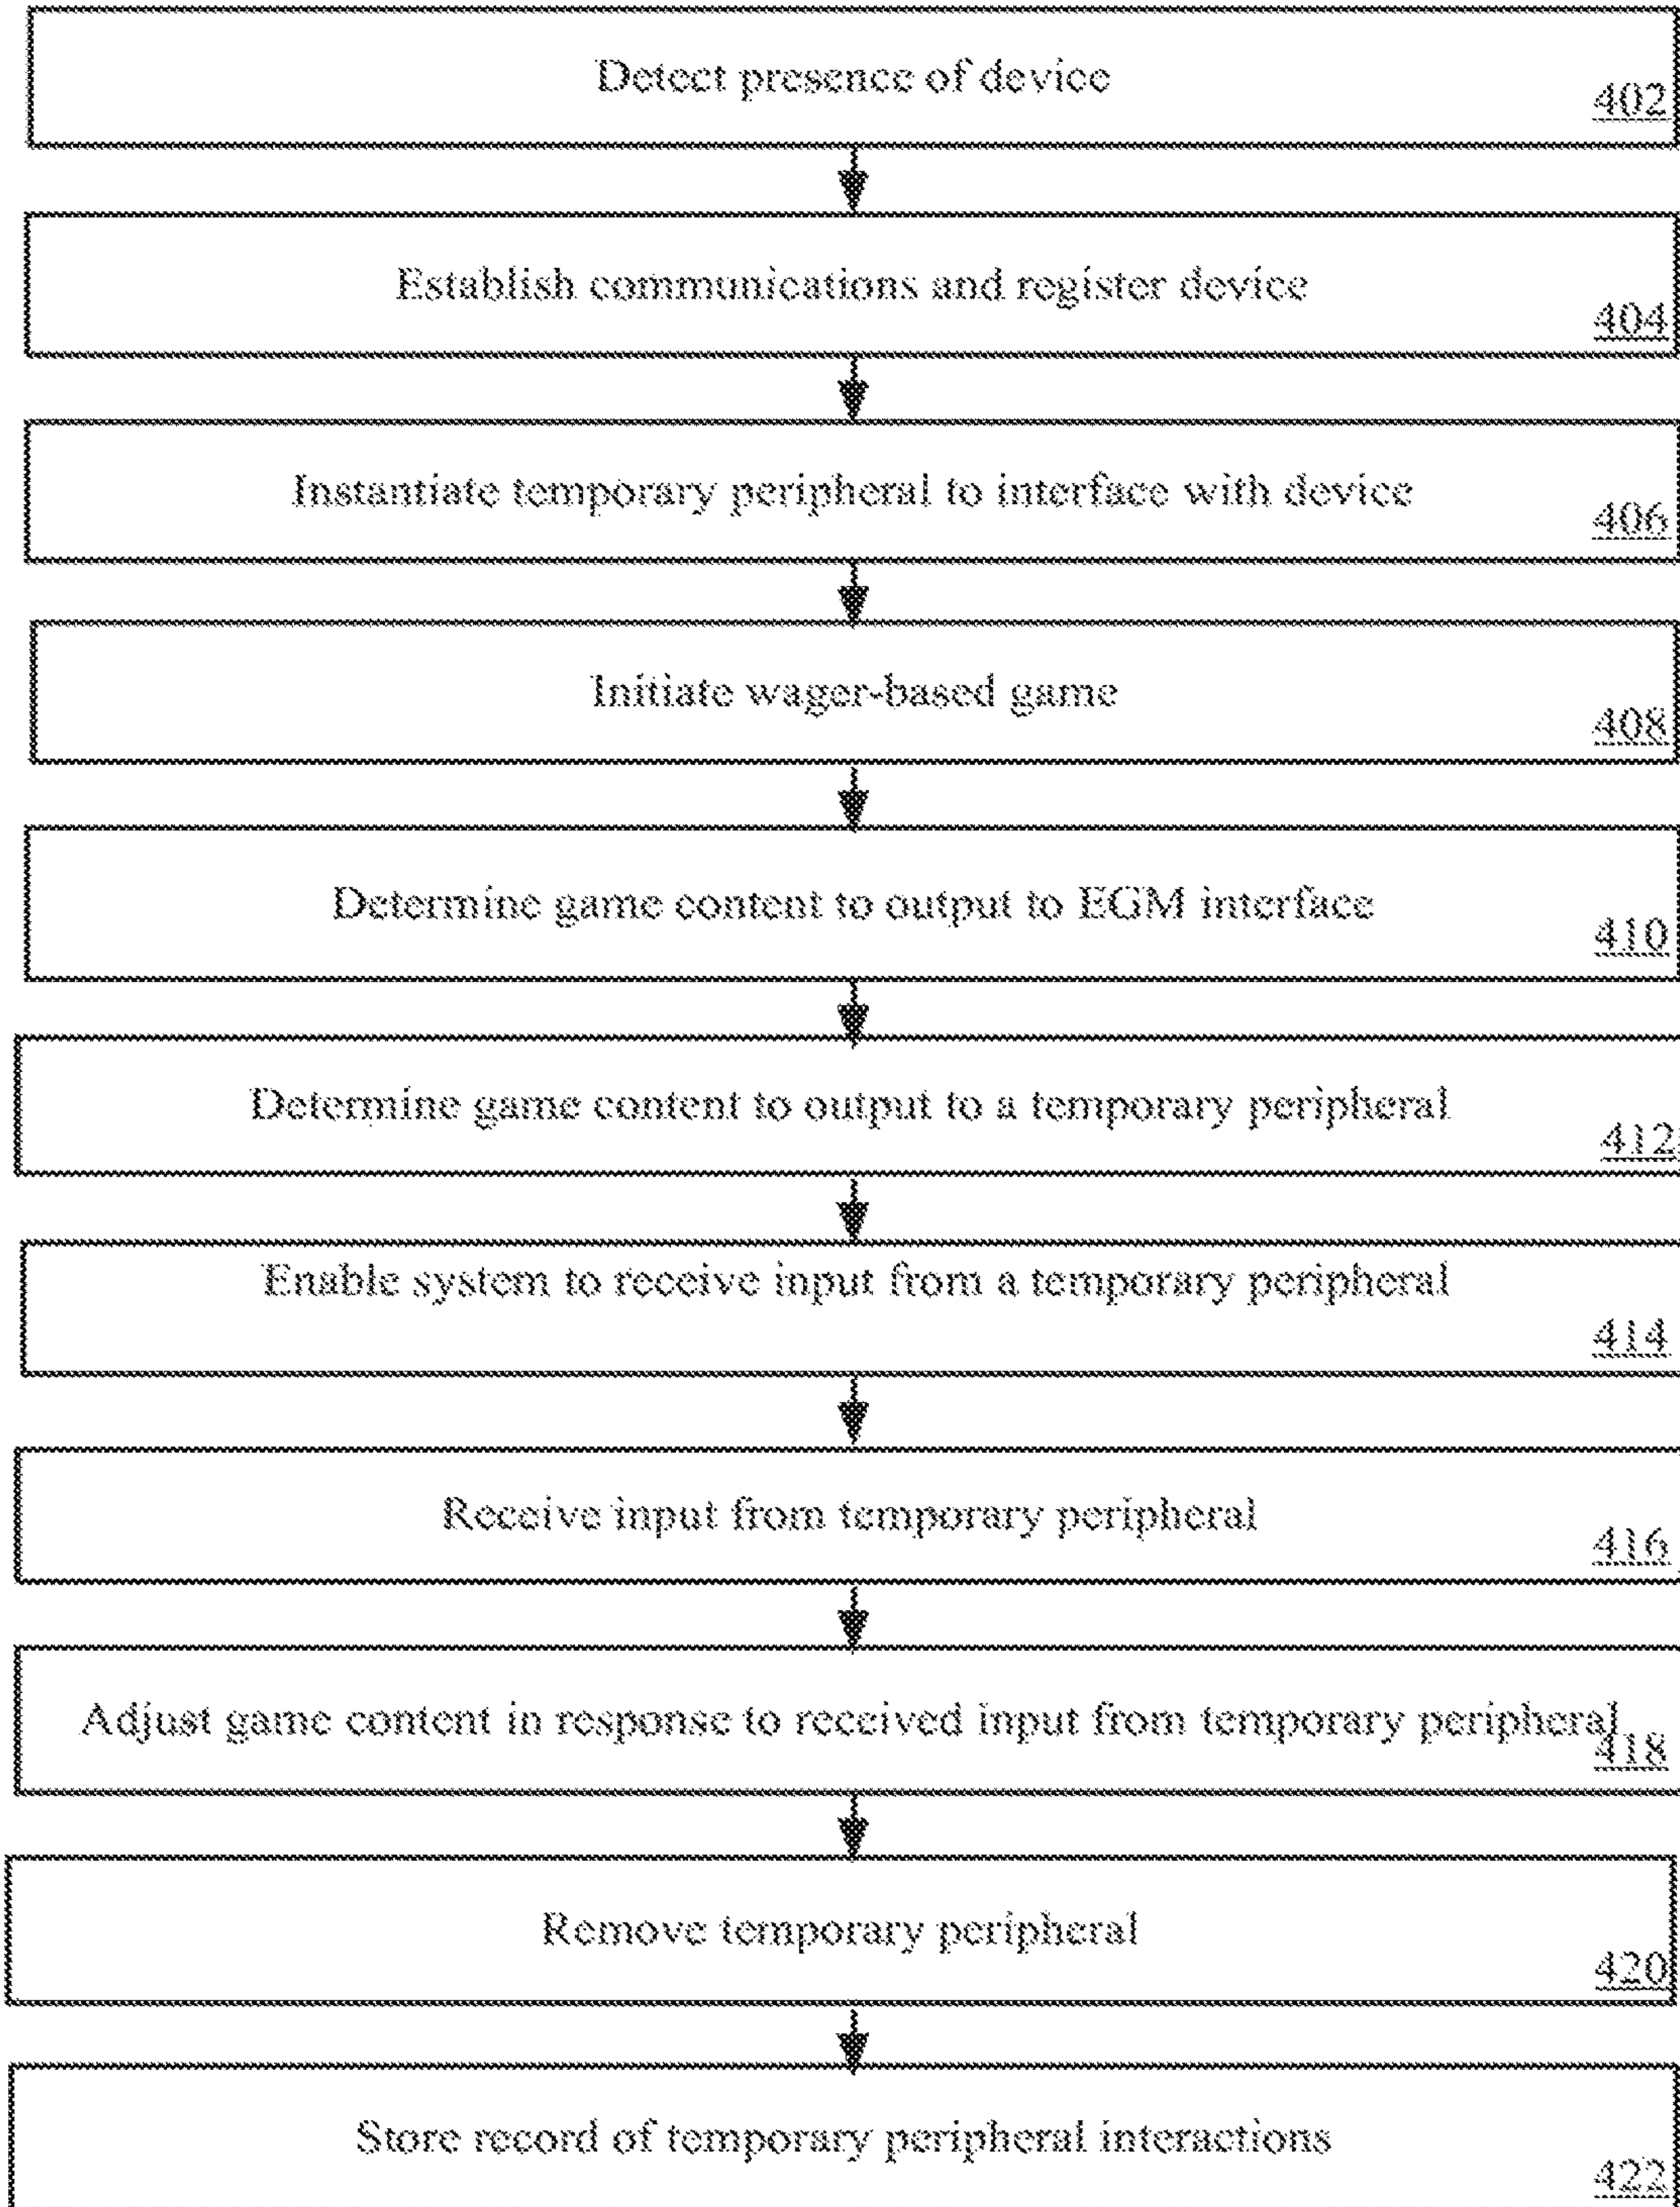 Detect presence of device
402
Establish communications and register device
404
Instantiate temporary peripheral to interface with device
406
Initiate wager-based game
408
Determine game content to output to EGM interface
410
Determine game content to output to a temporary peripheral
412
Enable system to receive input from a temporary peripheral
414
Receive input from temporary peripheral
416
Adjust game content in response to received input from temporary peripheral
418
Remove temporary peripheral
420
Store record of temporary peripheral interactions
422